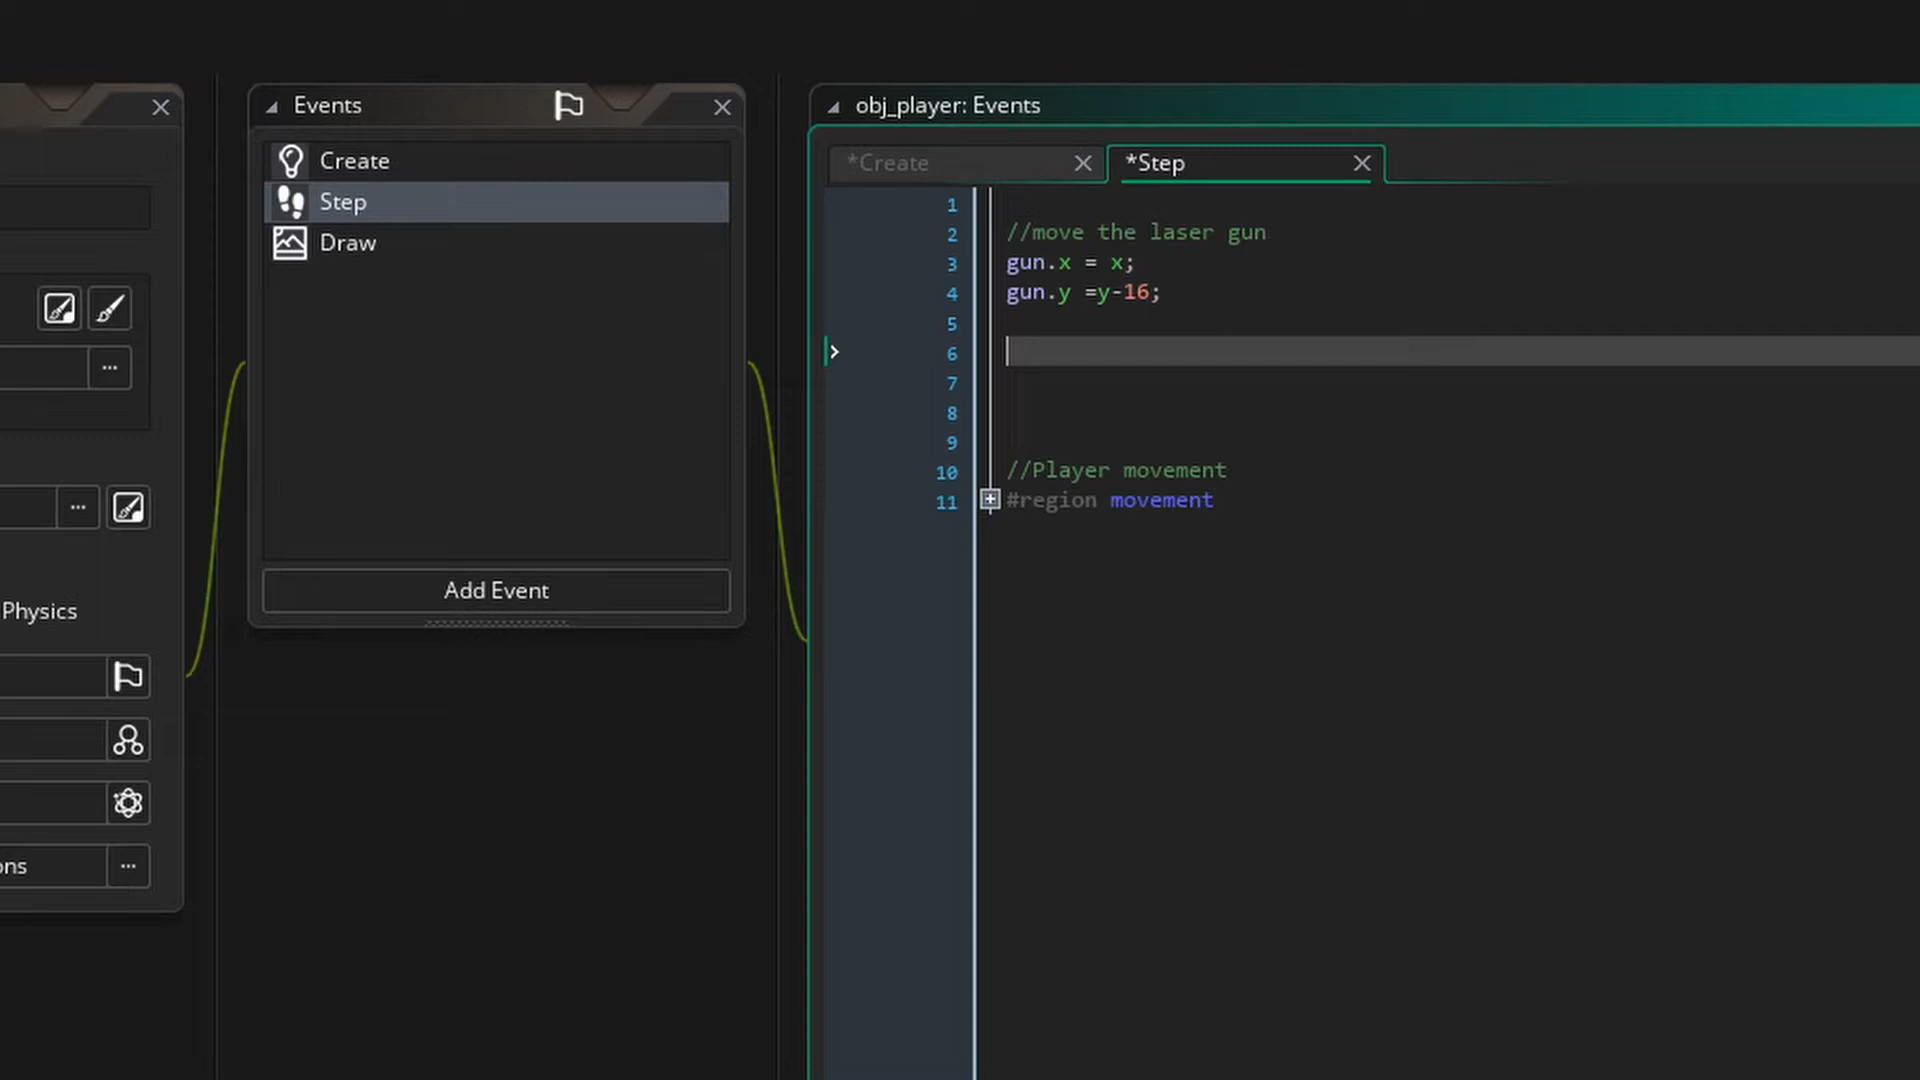 Physics
ons
Events
Create
Step
Draw
Add Event
obj_player: Events
*Create
*Step
1
2 //move the laser gun
3 gun.x = x;
4 gun.y =y-16;
5
6
7
8
9
10 //Player movement
11 #region movement